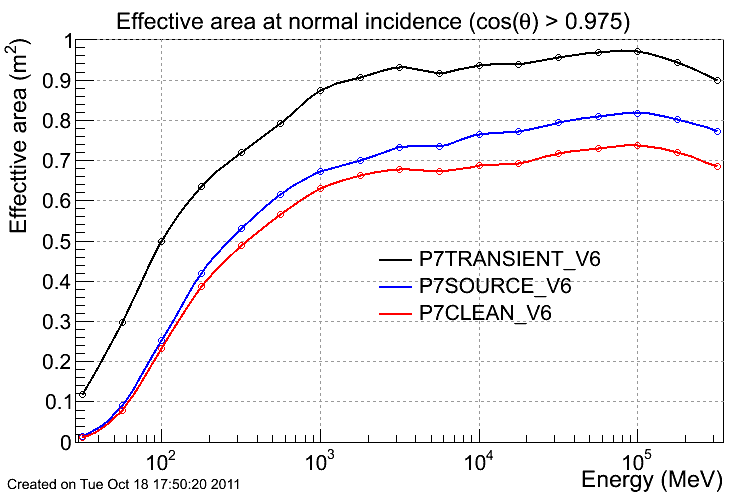 Effective area at normal incidence (cos(θ) > 0.975)
Effecttive area (m²)
1
0.9
0.8
0.7
0.6
0.5
0.4
0.3
0.2
0.1
0
P7TRANSIENT_V6
P7SOURCE_V6
P7CLEAN_V6
10² 10³ 10⁴ 10⁵
Energy (MeV)
Created on Tue Oct 18 17:50:20 2011